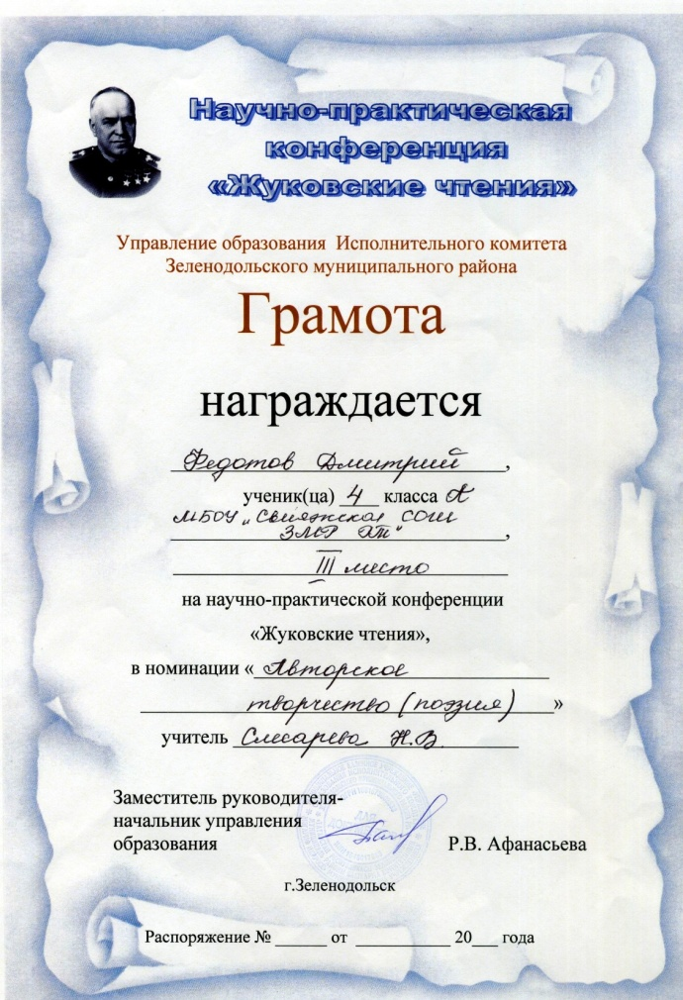 Научно-практическая
конференция
«Жуковские чтения»
Управление образования Исполнительного комитета
Зеленодольского муниципального района
Грамота
награждается
Федотов Дмитрий,
ученик(ца) 4 класса А
МБОУ „Свияжская СОШ
ЗМР РТ",
III место
на научно-практической конференции
«Жуковские чтения»,
в номинации «Авторское
творчество (поэзия)»
учитель Слесарева Н.В.
Заместитель руководителя-
начальник управления
образования Р.В. Афанасьева
г.Зеленодольск
Распоряжение № ______ от ___________ 20___ года